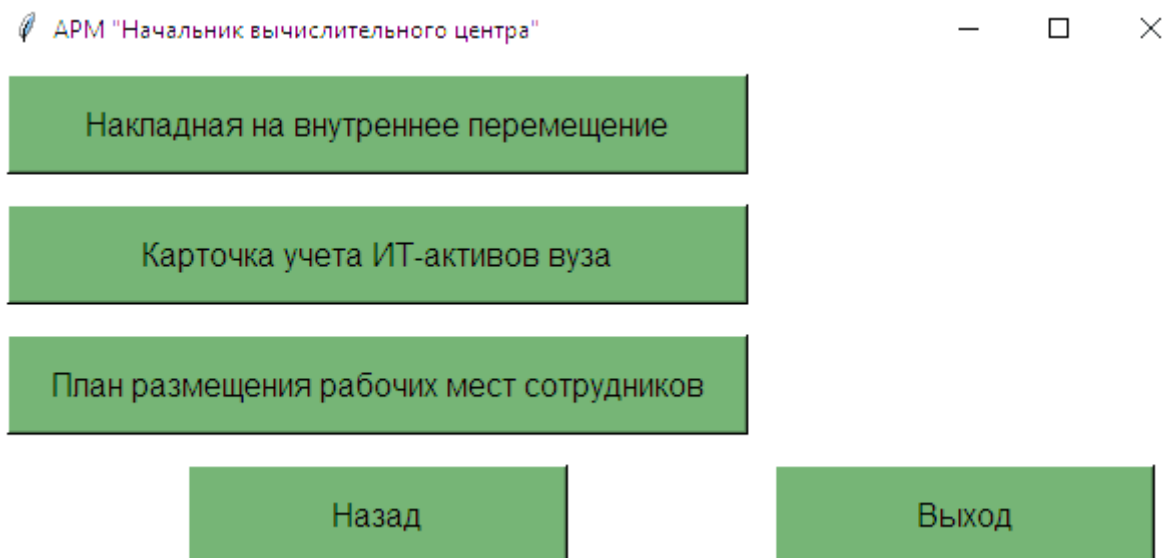 АРМ "Начальник вычислительного центра"
Накладная на внутреннее перемещение
Карточка учета ИТ-активов вуза
План размещения рабочих мест сотрудников
Назад
Выход